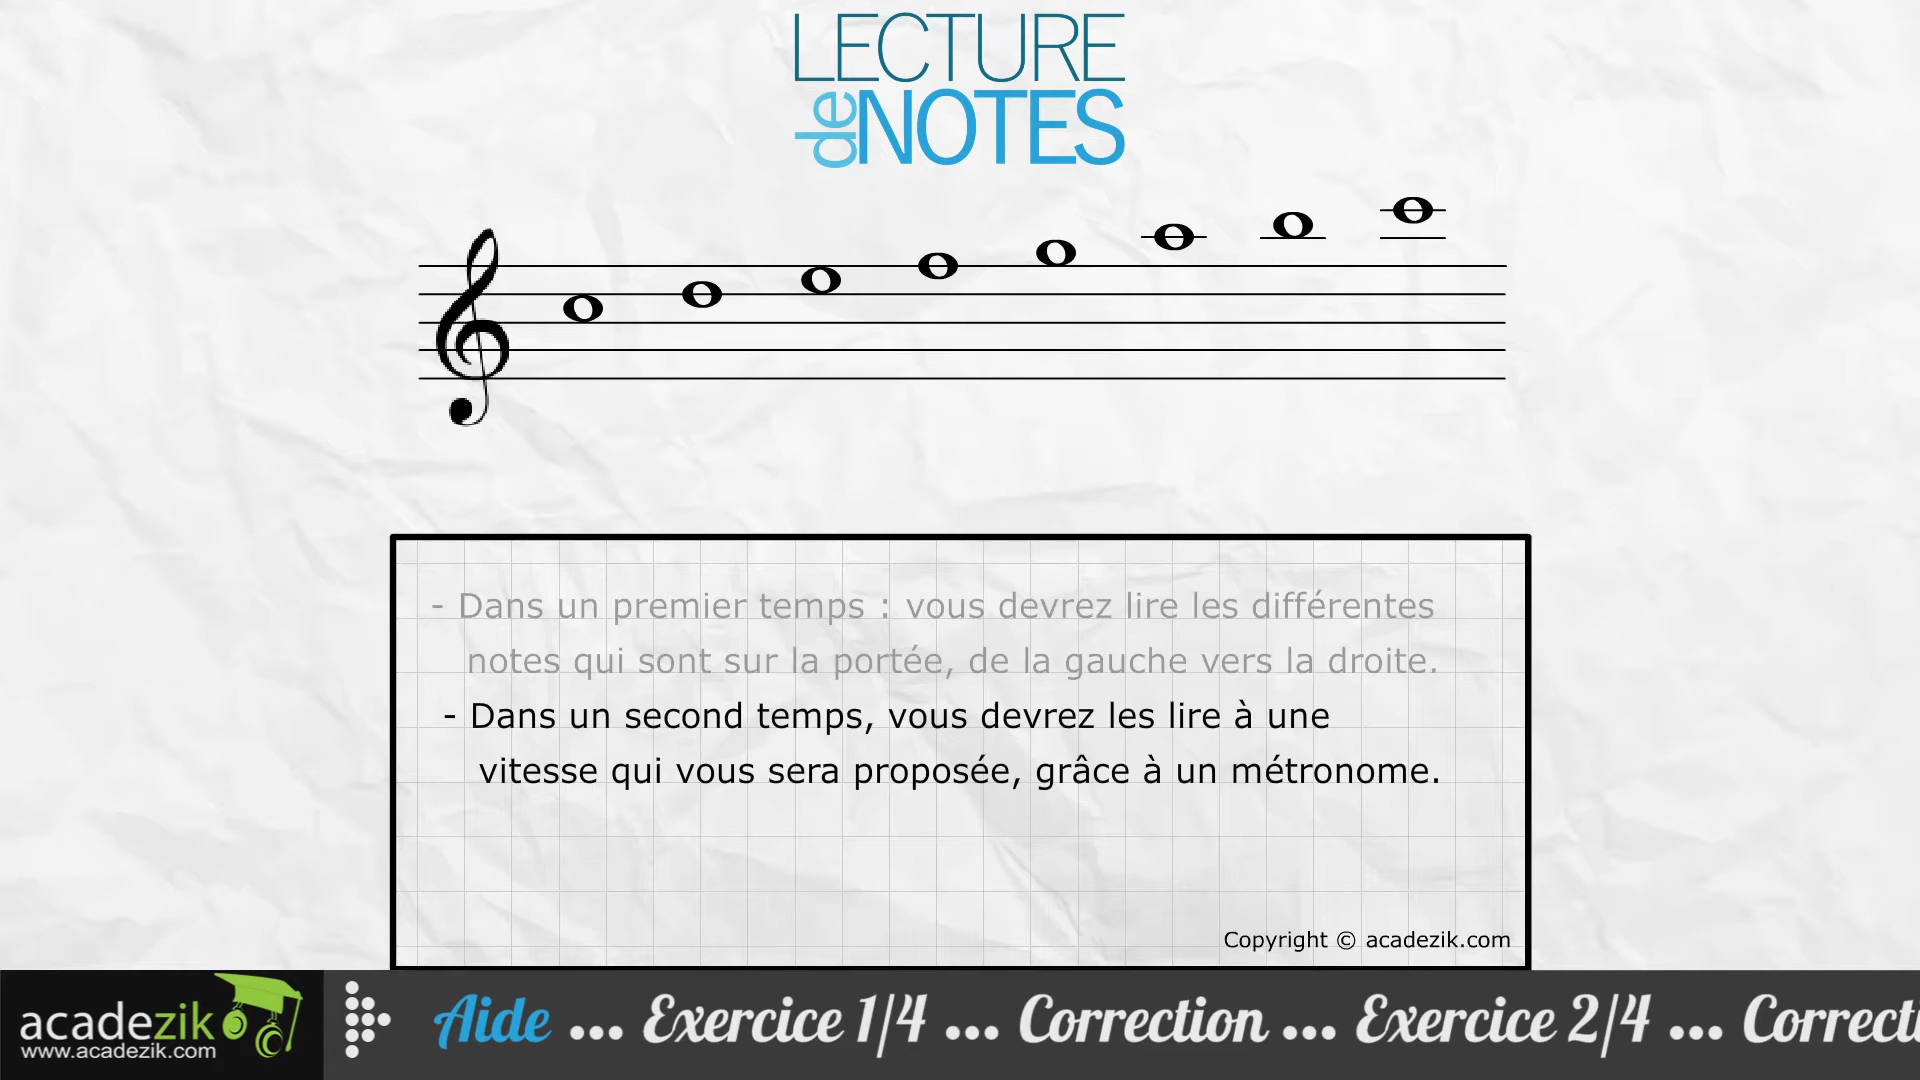 LECTURE
de NOTES
- Dans un premier temps : vous devrez lire les différentes
notes qui sont sur la portée, de la gauche vers la droite.
- Dans un second temps, vous devrez les lire à une
vitesse qui vous sera proposée, grâce à un métronome.
Copyright © acadezik.com
acadezik
www.acadezik.com
Aide ... Exercice 1/4 ... Correction ... Exercice 2/4 ... Correcti